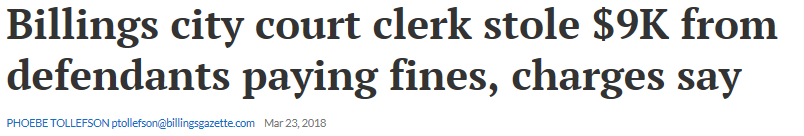 Billings city court clerk stole $9K from
defendants paying fines, charges say
PHOEBE TOLLEFSON ptollefson@billingsgazette.com Mar 23, 2018